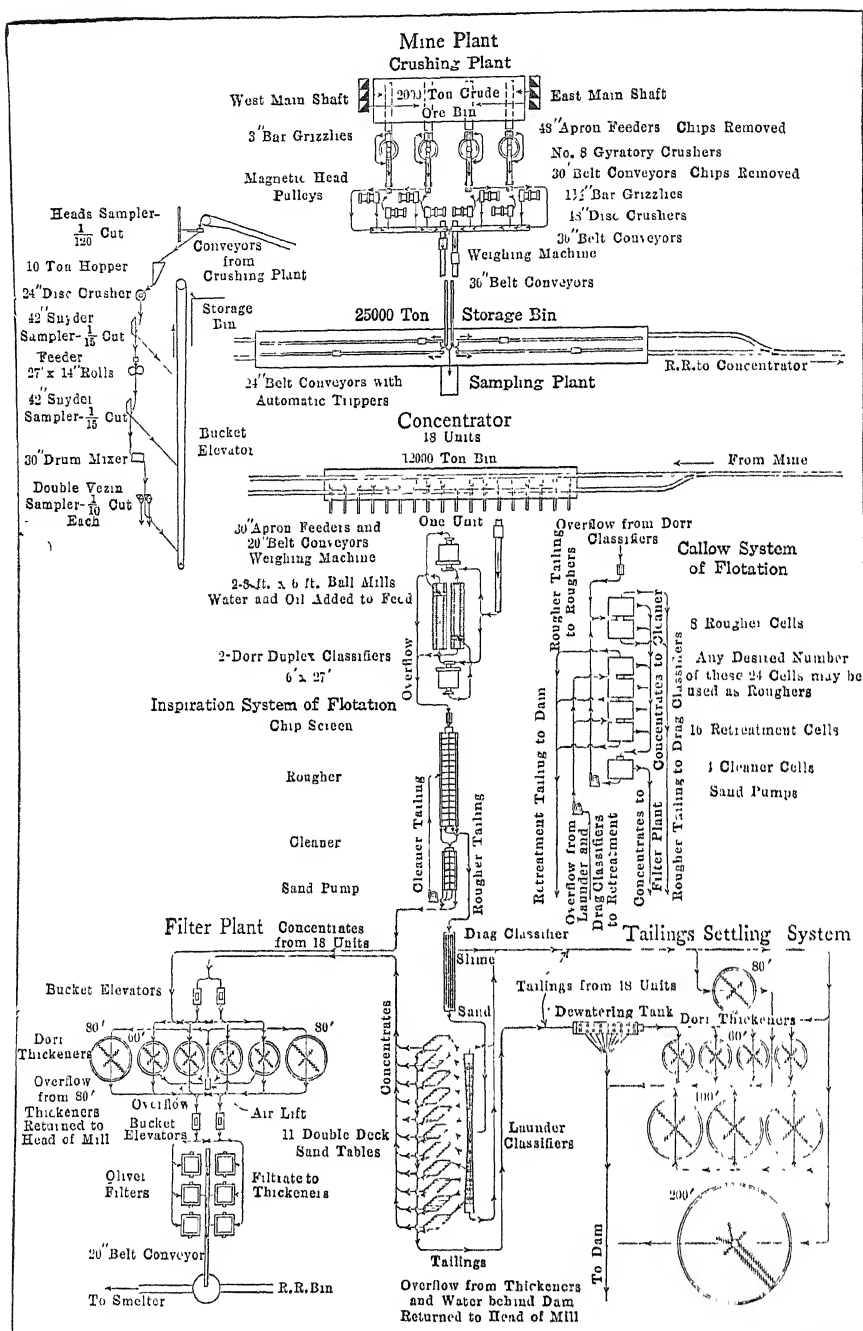 Mine Plant
Crushing Plant
West Main Shaft
2000 Ton Crude
Ore Bin
East Main Shaft
3" Bar Grizzlies
48" Apron Feeders Chips Removed
No. 8 Gyratory Crushers
30" Belt Conveyors Chips Removed
Magnetic Head
Pulleys
1½" Bar Grizzlies
48" Disc Crushers
36" Belt Conveyors
Weighing Machine
36" Belt Conveyors
Heads Sampler-
1/120 Cut
Conveyors
from
Crushing Plant
10 Ton Hopper
24" Disc Crusher
42" Snyder
Sampler-1/15 Cut
Feeder
27" x 14" Rolls
42" Snyder
Sampler-1/15 Cut
30" Drum Mixer
Double Vezin
Sampler-1/10 Cut
Each
Storage
Bin
Bucket
Elevator
25000 Ton Storage Bin
R.R. to Concentrator
24" Belt Conveyors with
Automatic Trippers
Sampling Plant
Concentrator
18 Units
12000 Ton Bin
From Mine
One Unit
30" Apron Feeders and
20" Belt Conveyors
Weighing Machine
2-8 ft. x 6 ft. Ball Mills
Water and Oil Added to Feed
2-Dorr Duplex Classifiers
6' x 27'
Overflow
Overflow from Dorr
Classifiers
Callow System
of Flotation
Rougher Tailing
to Roughers
Concentrates to Cleaner
Rougher Tailing to Drag Classifiers
8 Rougher Cells
Any Desired Number
of these 24 Cells may be
used as Roughers
16 Retreatment Cells
4 Cleaner Cells
Sand Pumps
Retreatment Tailing to Dam
Overflow from
Launder and
Drag Classifiers
to Retreatment
Concentrates to
Filter Plant
Inspiration System of Flotation
Chip Screen
Rougher
Cleaner
Sand Pump
Cleaner Tailing
Rougher Tailing
Filter Plant
Concentrates
from 18 Units
Bucket Elevators
80'
60'
80'
Dorr
Thickeners
Overflow
from 80'
Thickeners
Returned to
Head of Mill
Overflow
Bucket
Elevators
Air Lift
Oliver
Filters
Filtrate to
Thickeners
20" Belt Conveyor
To Smelter
R.R. Bin
Drag Classifier
Slime
Sand
Concentrates
11 Double Deck
Sand Tables
Launder
Classifiers
Tailings
Tailings Settling System
Tailings from 18 Units
Dewatering Tank
80'
Dorr Thickeners
60'
100'
200'
To Dam
Overflow from Thickeners
and Water behind Dam
Returned to Head of Mill